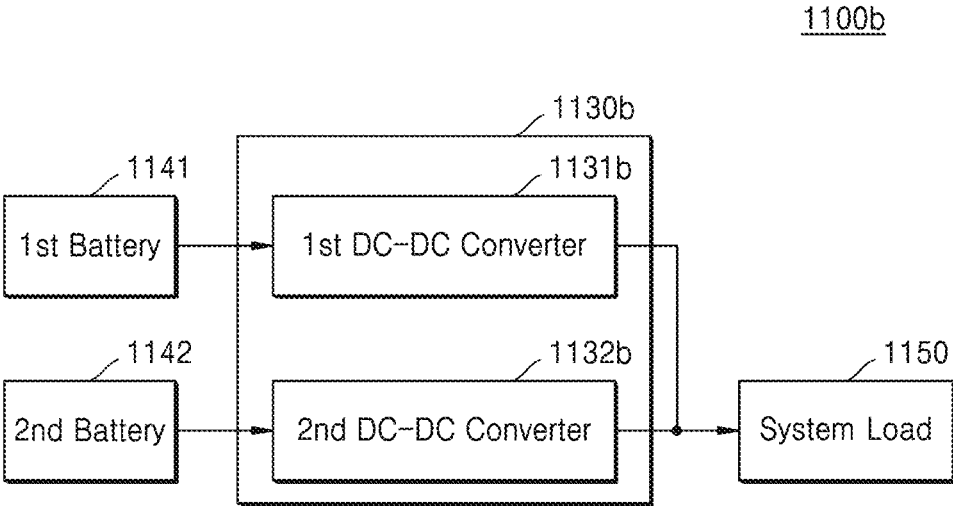 1100b
1130b
1141
1131b
1st Battery
1st DC-DC Converter
1142
1132b
1150
2nd Battery
2nd DC-DC Converter
System Load